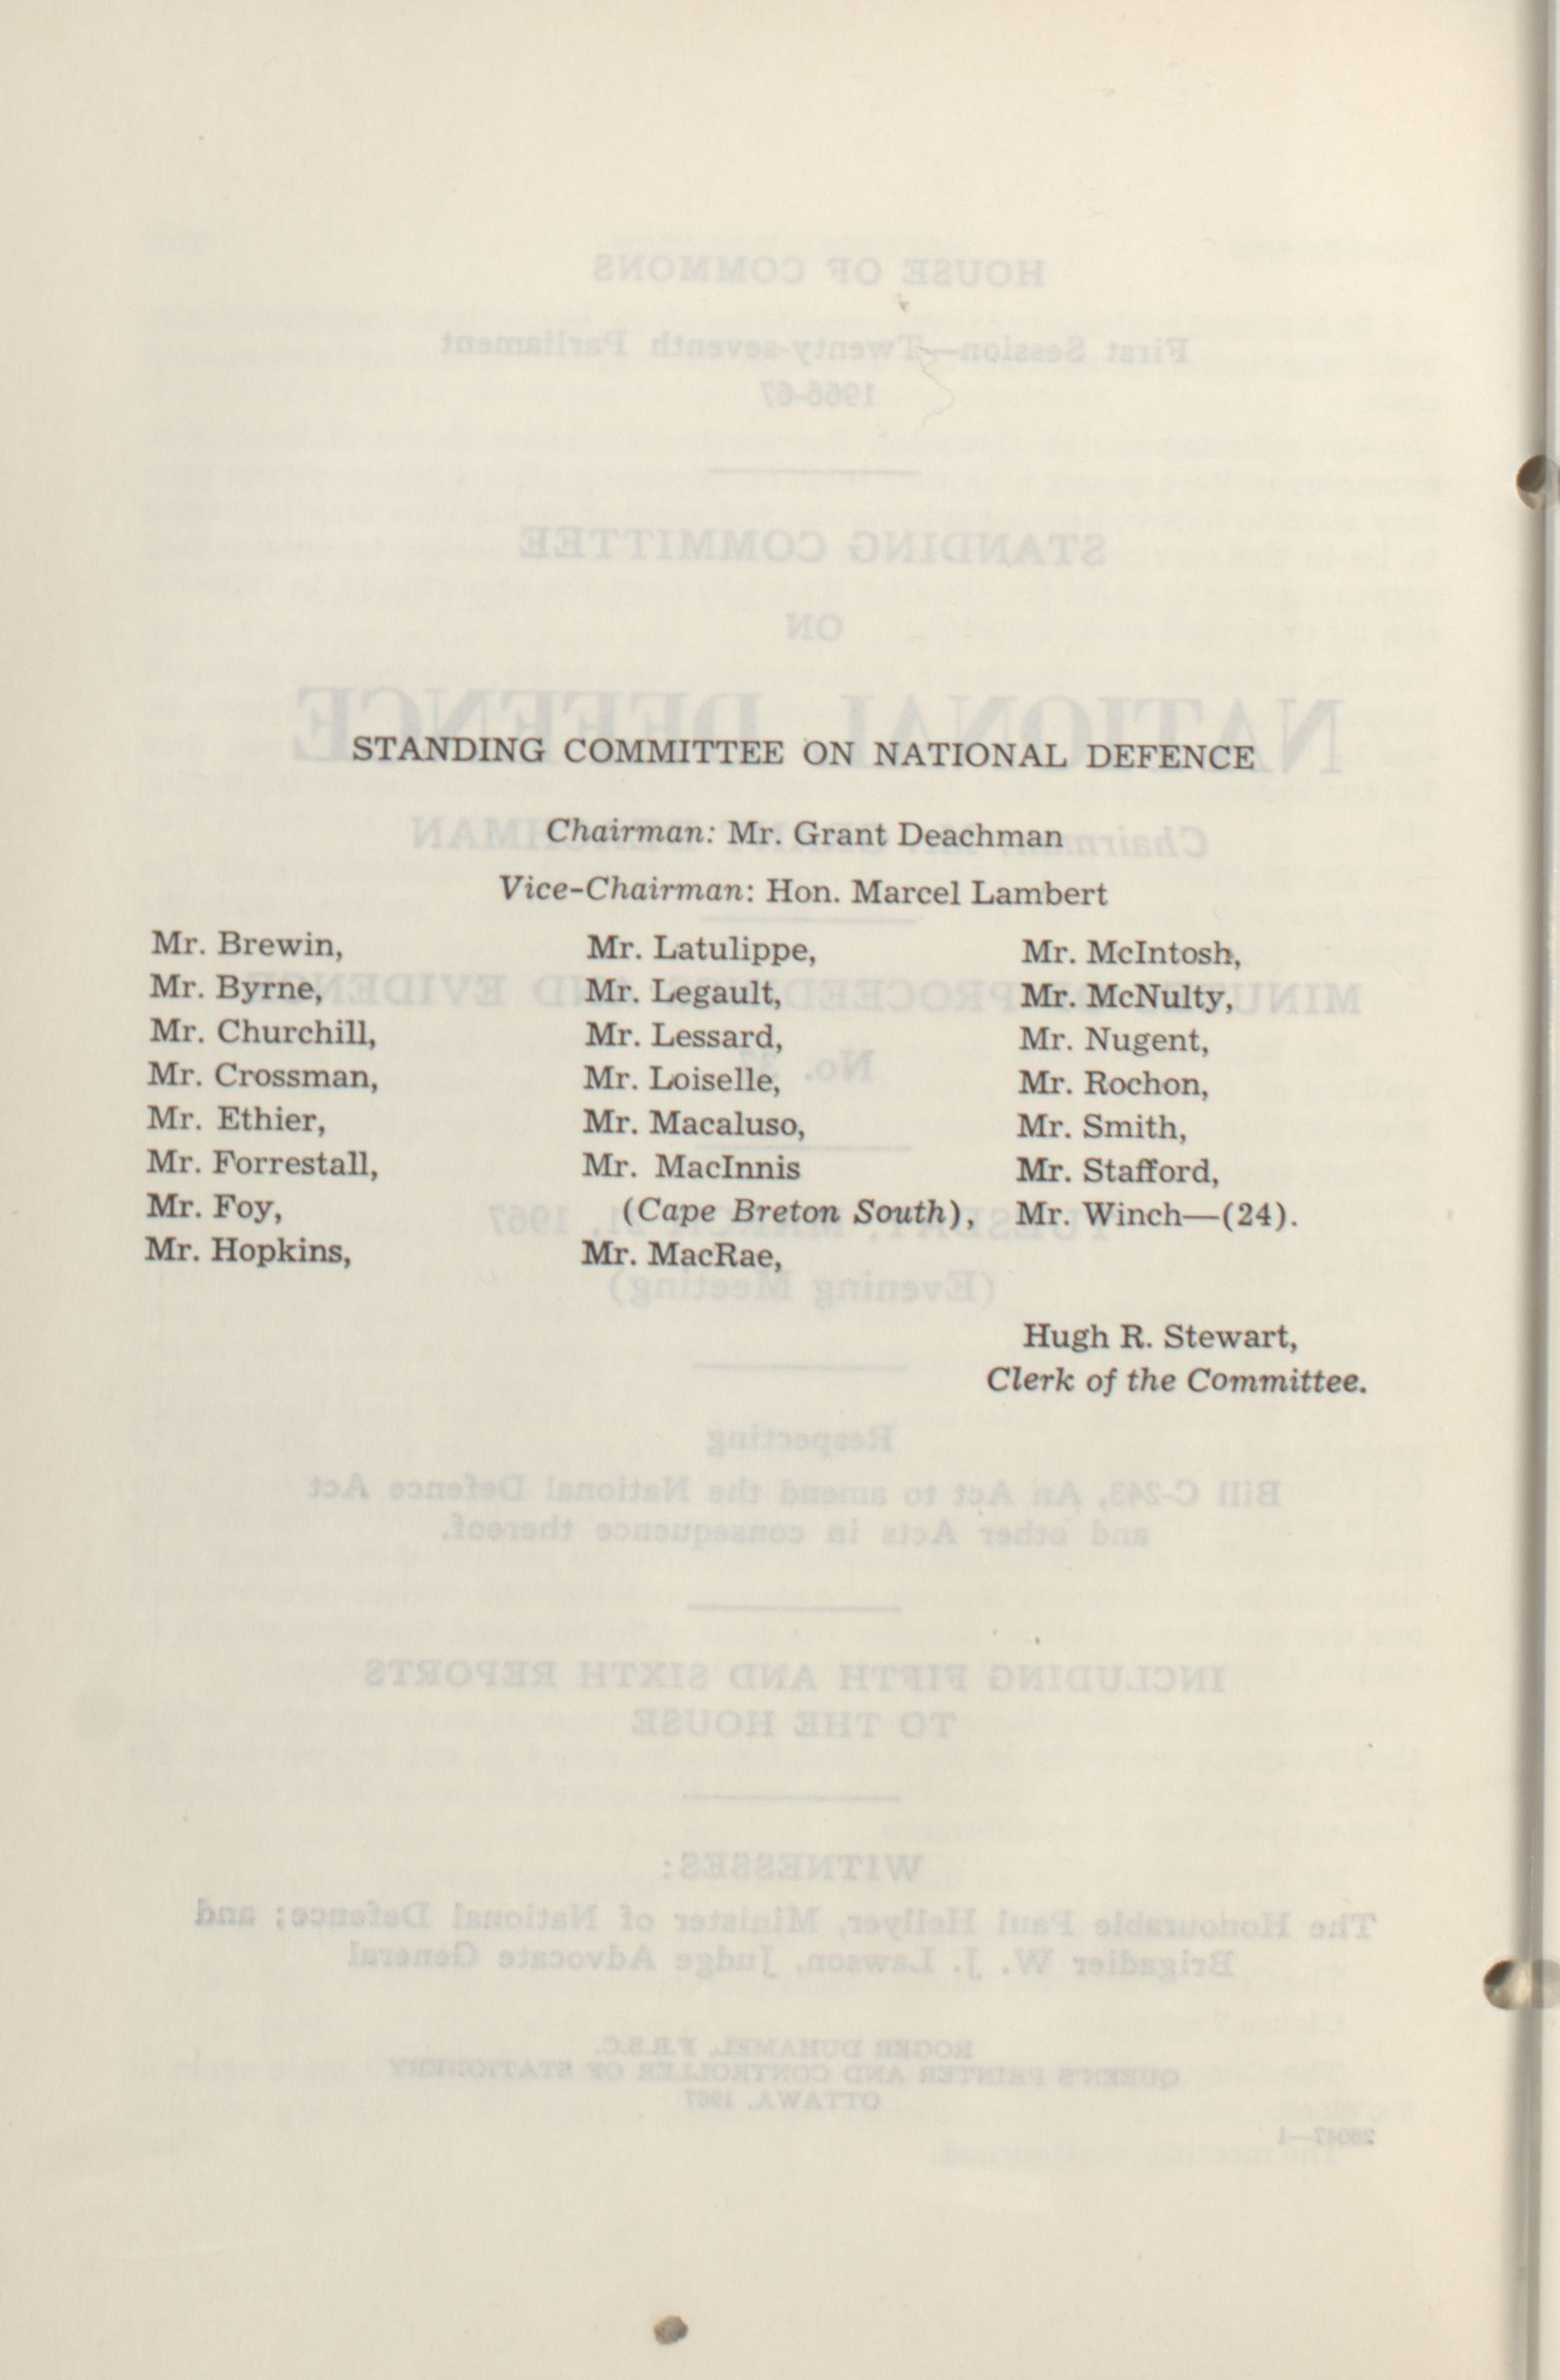 STANDING COMMITTEE ON NATIONAL DEFENCE
Chairman: Mr. Grant Deachman
Vice-Chairman: Hon. Marcel Lambert
Mr. Brewin,
Mr. Byrne,
Mr. Churchill,
Mr. Crossman,
Mr. Ethier,
Mr. Forrestall,
Mr. Foy,
Mr. Hopkins,
Mr. Latulippe,
Mr. Legault,
Mr. Lessard,
Mr. Loiselle,
Mr. Macaluso,
Mr. MacInnis
(Cape Breton South),
Mr. MacRae,
Mr. McIntosh,
Mr. McNulty,
Mr. Nugent,
Mr. Rochon,
Mr. Smith,
Mr. Stafford,
Mr. Winch—(24).
Hugh R. Stewart,
Clerk of the Committee.